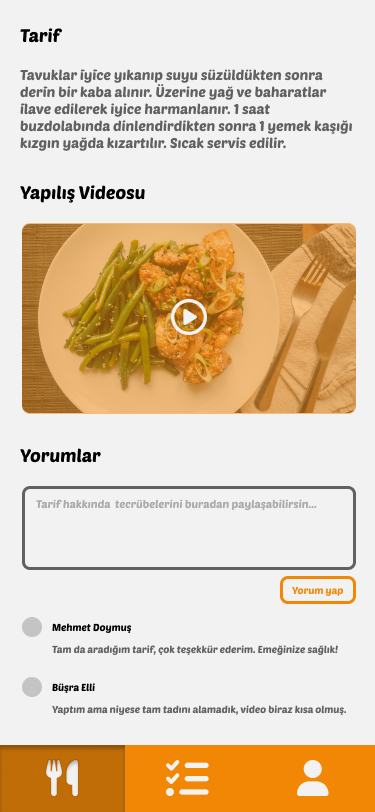 Tarif
Tavuklar iyice yıkanıp suyu süzüldükten sonra
derin bir kaba alınır. Üzerine yağ ve baharatlar
ilave edilerek iyice harmanlanır. 1 saat
buzdolabında dinlendirdikten sonra 1 yemek kaşığı
kızgın yağda kızartılır. Sıcak servis edilir.
Yapılış Videosu
Yorumlar
Tarif hakkında tecrübelerini buradan paylaşabilirsin...
Yorum yap
Mehmet Doymuş
Tam da aradığım tarif, çok teşekkür ederim. Emeğinize sağlık!
Büşra Elli
Yaptım ama niyese tam tadını alamadık, video biraz kısa olmuş.